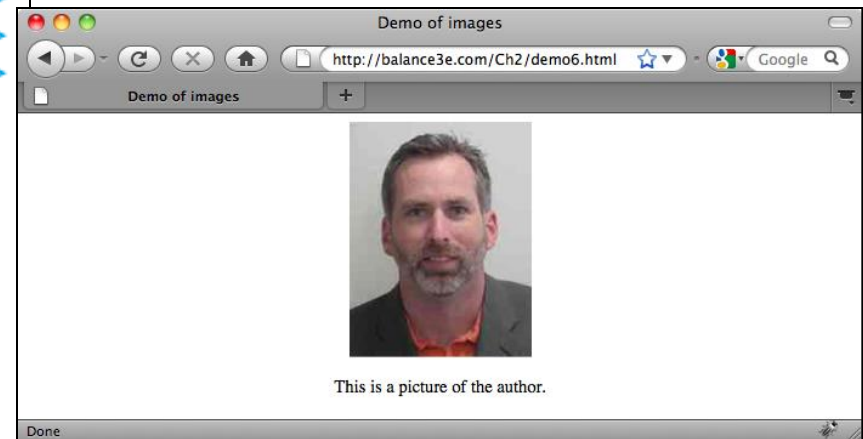 Demo of images
http://balance3e.com/Ch2/demo6.html
Google
Demo of images
This is a picture of the author.
Done